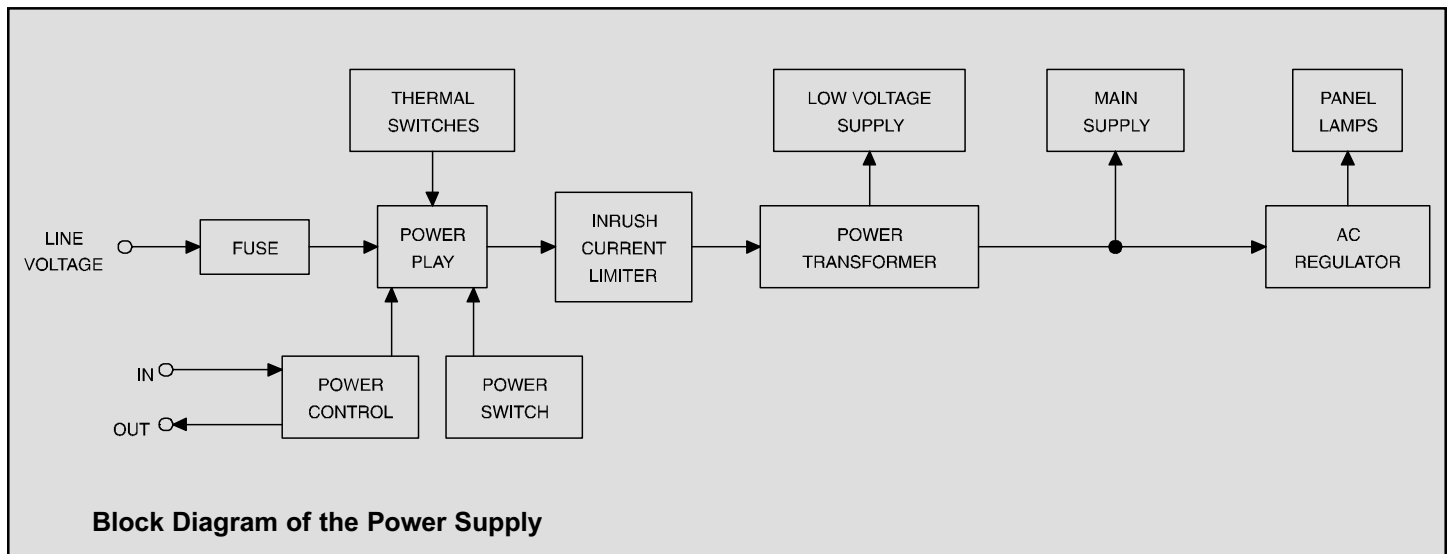 THERMAL
SWITCHES
LOW VOLTAGE
SUPPLY
MAIN
SUPPLY
PANEL
LAMPS
LINE
VOLTAGE
FUSE
POWER
PLAY
INRUSH
CURRENT
LIMITER
POWER
TRANSFORMER
AC
REGULATOR
IN
OUT
POWER
CONTROL
POWER
SWITCH
Block Diagram of the Power Supply